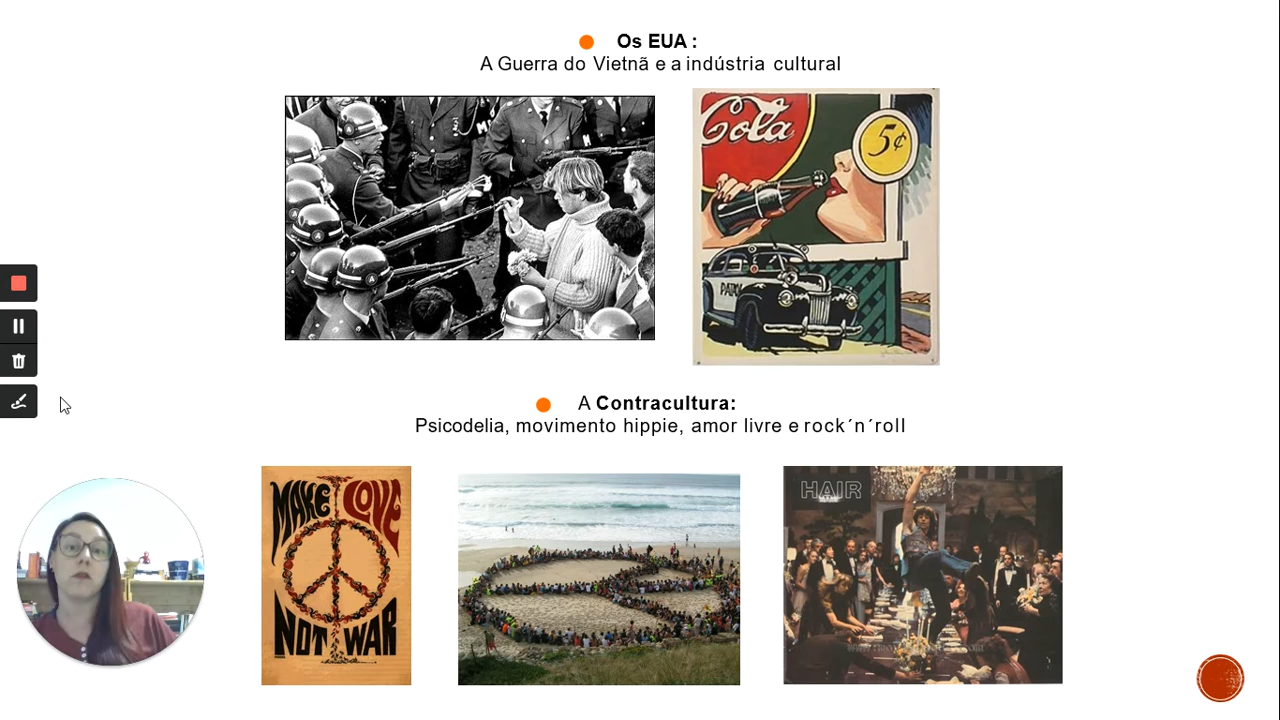 Os EUA :
A Guerra do Vietnã e a indústria cultural
Cola
5¢
A Contracultura:
Psicodelia, movimento hippie, amor livre e rock´n´roll
MAKE LOVE
NOT WAR
HAIR